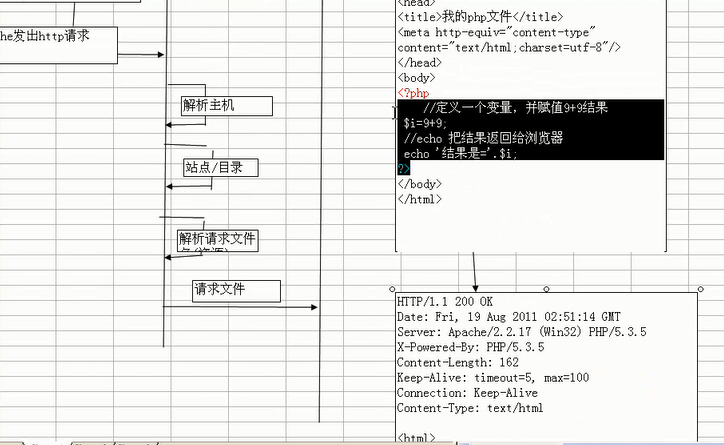 he发出http请求
解析主机
站点/目录
解析请求文件
请求文件
<head>
<title>我的php文件</title>
<meta http-equiv="content-type"
content="text/html;charset=utf-8"/>
</head>
<body>
<?php
//定义一个变量，并赋值9+9结果
$i=9+9;
//echo 把结果返回给浏览器
echo '结果是='.$i;
?>
</body>
</html>
HTTP/1.1 200 OK
Date: Fri, 19 Aug 2011 02:51:14 GMT
Server: Apache/2.2.17 (Win32) PHP/5.3.5
X-Powered-By: PHP/5.3.5
Content-Length: 162
Keep-Alive: timeout=5, max=100
Connection: Keep-Alive
Content-Type: text/html
<html>